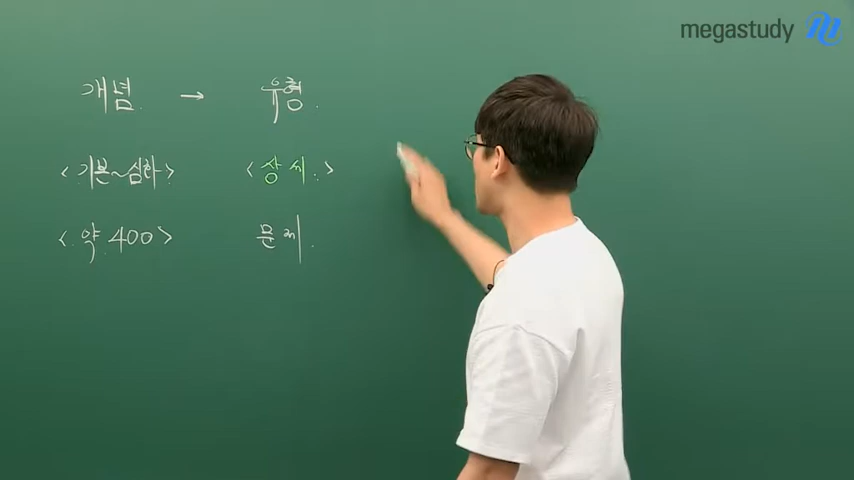 megastudy
개념. → 유형.
<기본~심화> <상세.>
<약 400> 문제.